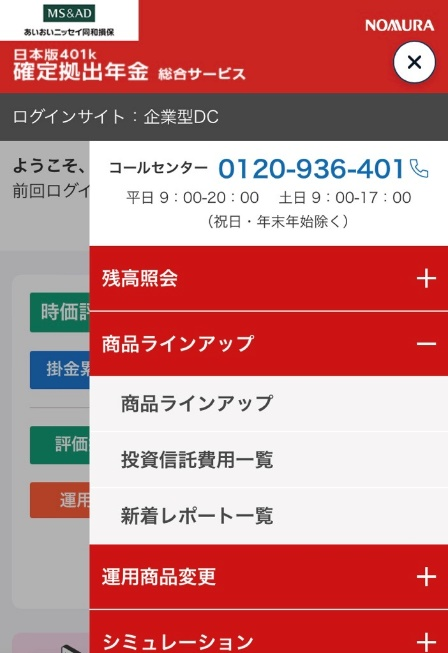 MS&AD
あいおいニッセイ同和損保
NOMURA
日本版401k
確定拠出年金 総合サービス
ログインサイト：企業型DC
ようこそ、
前回ログイ
コールセンター 0120-936-401
平日 9：00-20：00 土日 9：00-17：00
（祝日・年末年始除く）
残高照会
時価評
商品ラインアップ
掛金累
商品ラインアップ
評価
投資信託費用一覧
運用
新着レポート一覧
運用商品変更
シミュレーション